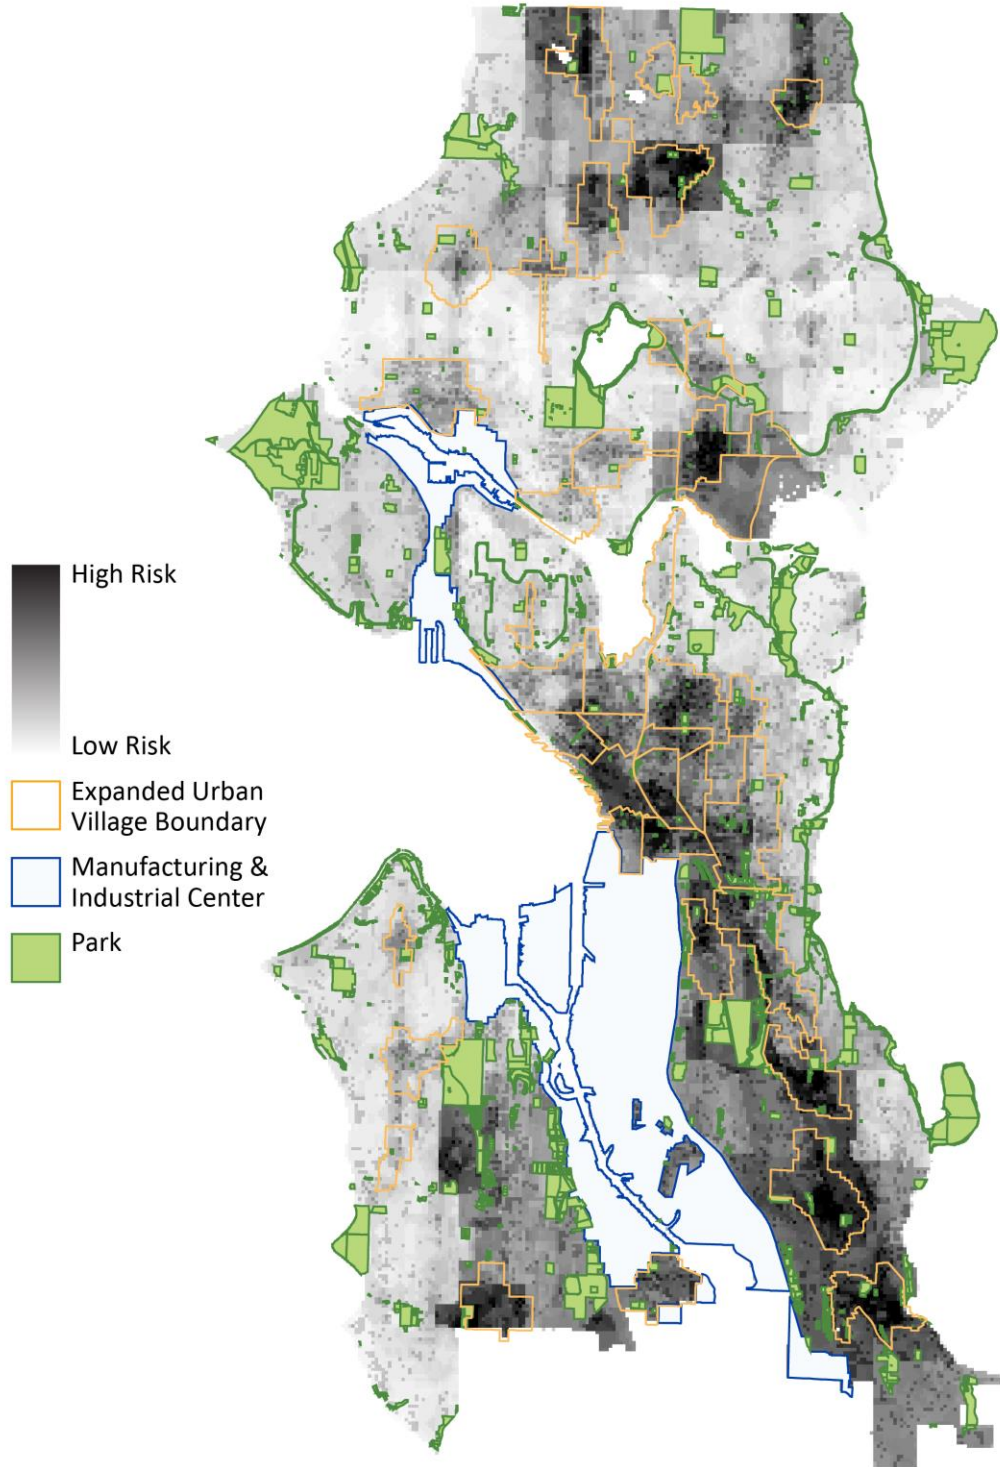 High Risk
Low Risk
Expanded Urban
Village Boundary
Manufacturing &
Industrial Center
Park